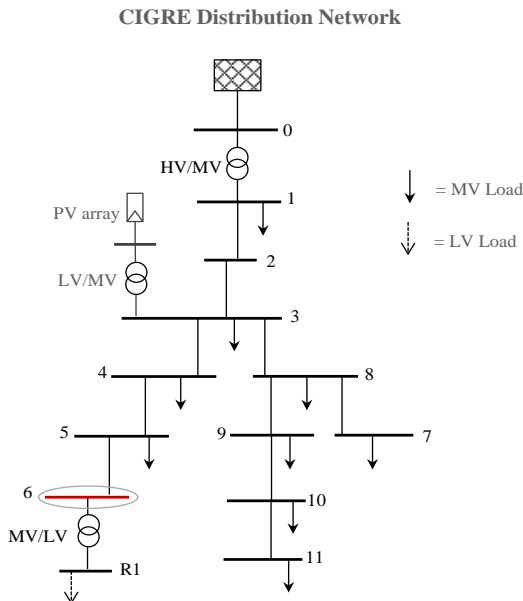 CIGRE Distribution Network
0
HV/MV
1
= MV Load
PV array
= LV Load
2
LV/MV
3
4
8
5
9
7
6
10
MV/LV
11
R1